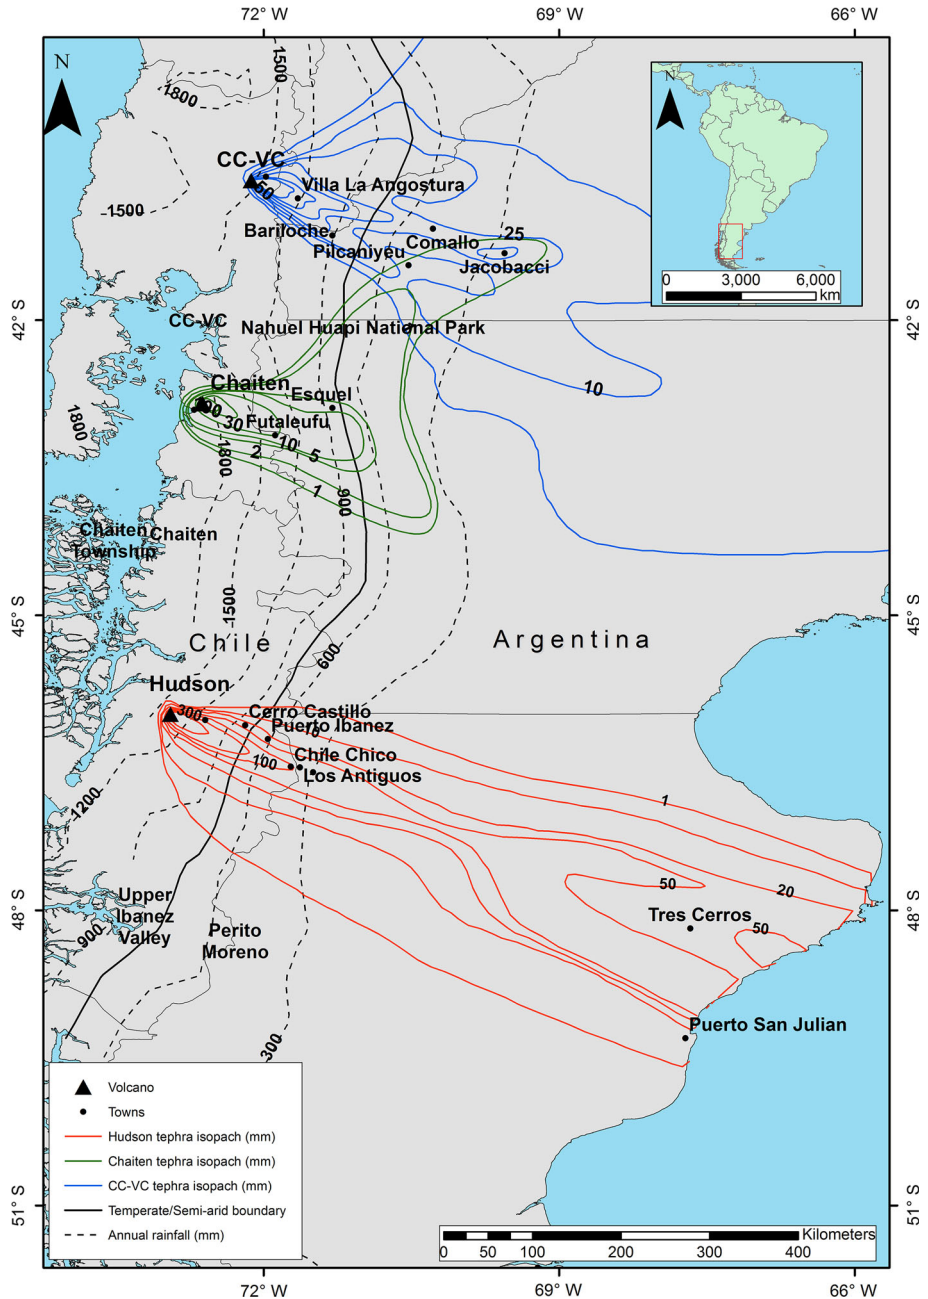 72° W
69° W
66° W
N
1500
1800
N
CC-VC
50
Villa La Angostura
-1500
Bariloche
25
Comallo
Pilcaniyeu
Jacobacci
0
3,000
6,000
km
42° S
42° S
CC-VC
Nahuel Huapi National Park
Chaiten
10
Esquel
30
Futaleufu
1800
10
1800
2
5
1
900
Chaiten
Township
Chaiten
1500
45° S
45° S
Chile
Argentina
600
Hudson
300
Cerro Castillo
10
Puerto Ibanez
100
Chile Chico
Los Antiguos
1200
1
50
20
Upper
Ibanez
Valley
48° S
48° S
Tres Cerros
900
Perito
Moreno
50
Puerto San Julian
300
Volcano
Towns
Hudson tephra isopach (mm)
Chaiten tephra isopach (mm)
CC-VC tephra isopach (mm)
Temperate/Semi-arid boundary
Annual rainfall (mm)
51° S
51° S
Kilometers
0
50
100
200
300
400
72° W
69° W
66° W